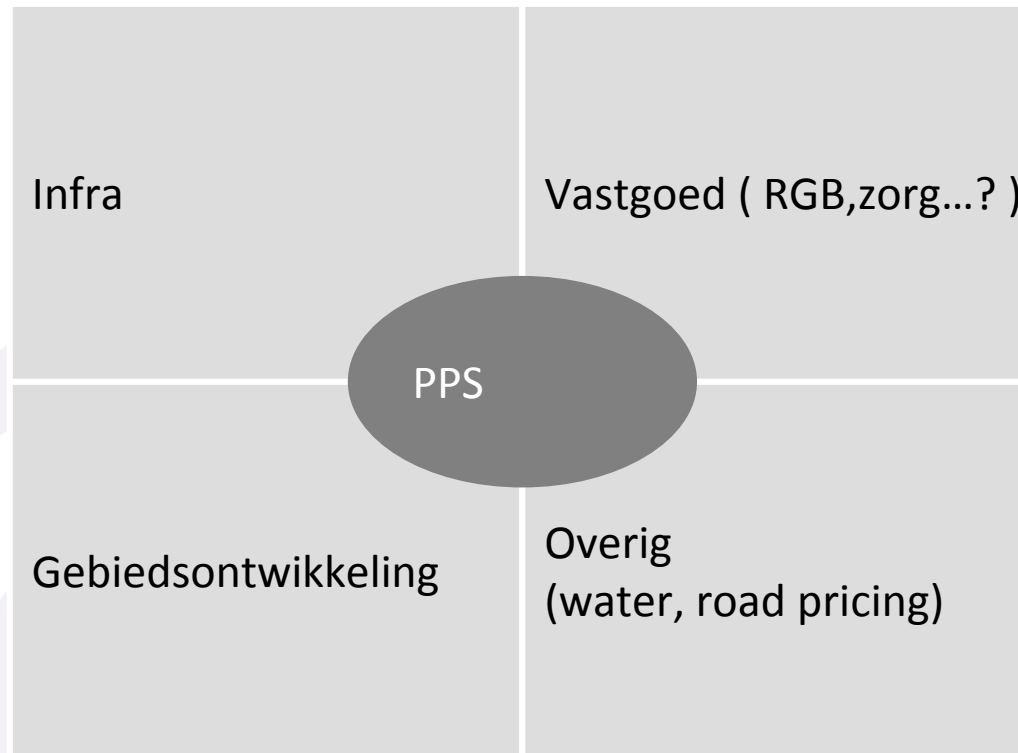 Infra
Vastgoed ( RGB,zorg...? )
PPS
Gebiedsontwikkeling
Overig
(water, road pricing)